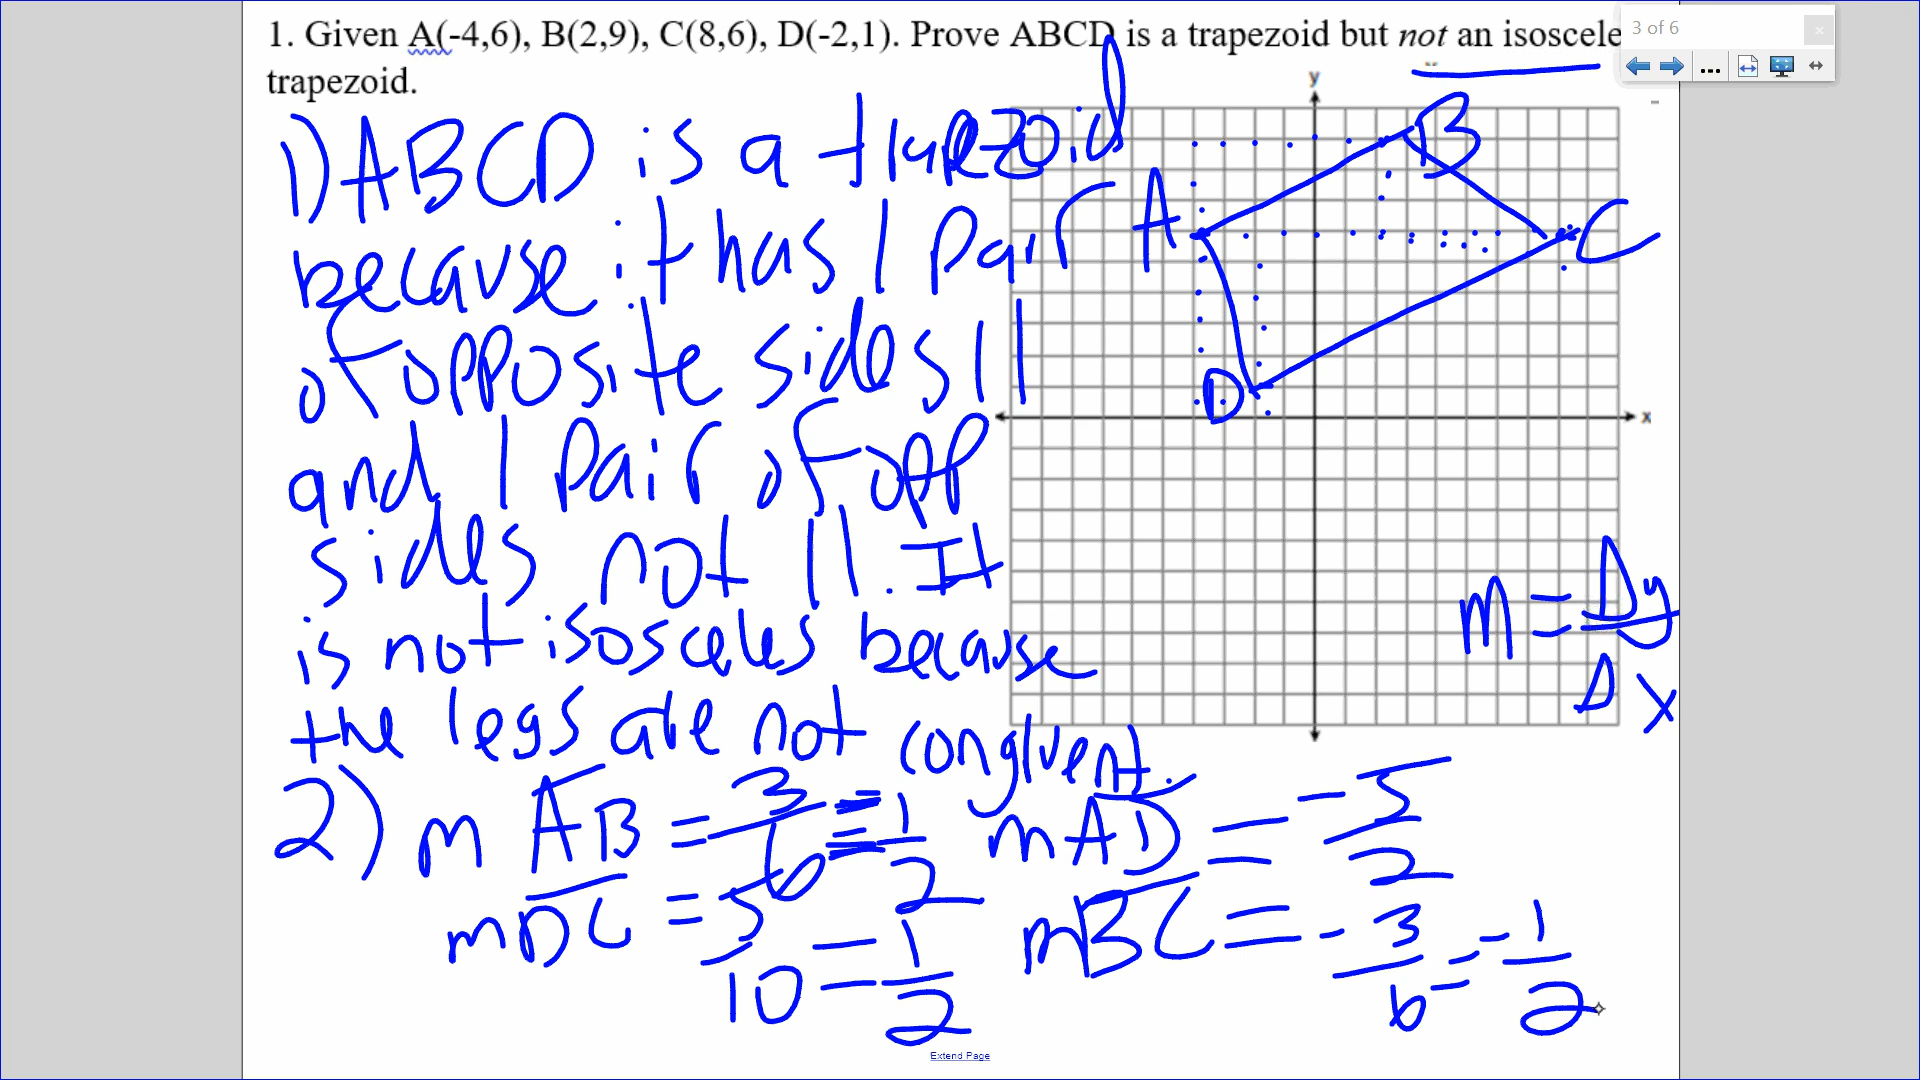 1. Given A(-4,6), B(2,9), C(8,6), D(-2,1). Prove ABCD is a trapezoid but not an isoscele
trapezoid.
3 of 6
1) ABCD is a trapezoid
because it has 1 pair
of opposite sides ||
and 1 pair of opp
sides not ||. It
is not isosceles because
the legs are not congruent.
y
x
A
B
C
D
m = Δy
Δx
2) m AB = 3/6 = 1/2 mAD = -5/2
mDC = 5/10 = 1/2 mBC = -3/6 = -1/2
Extend Page